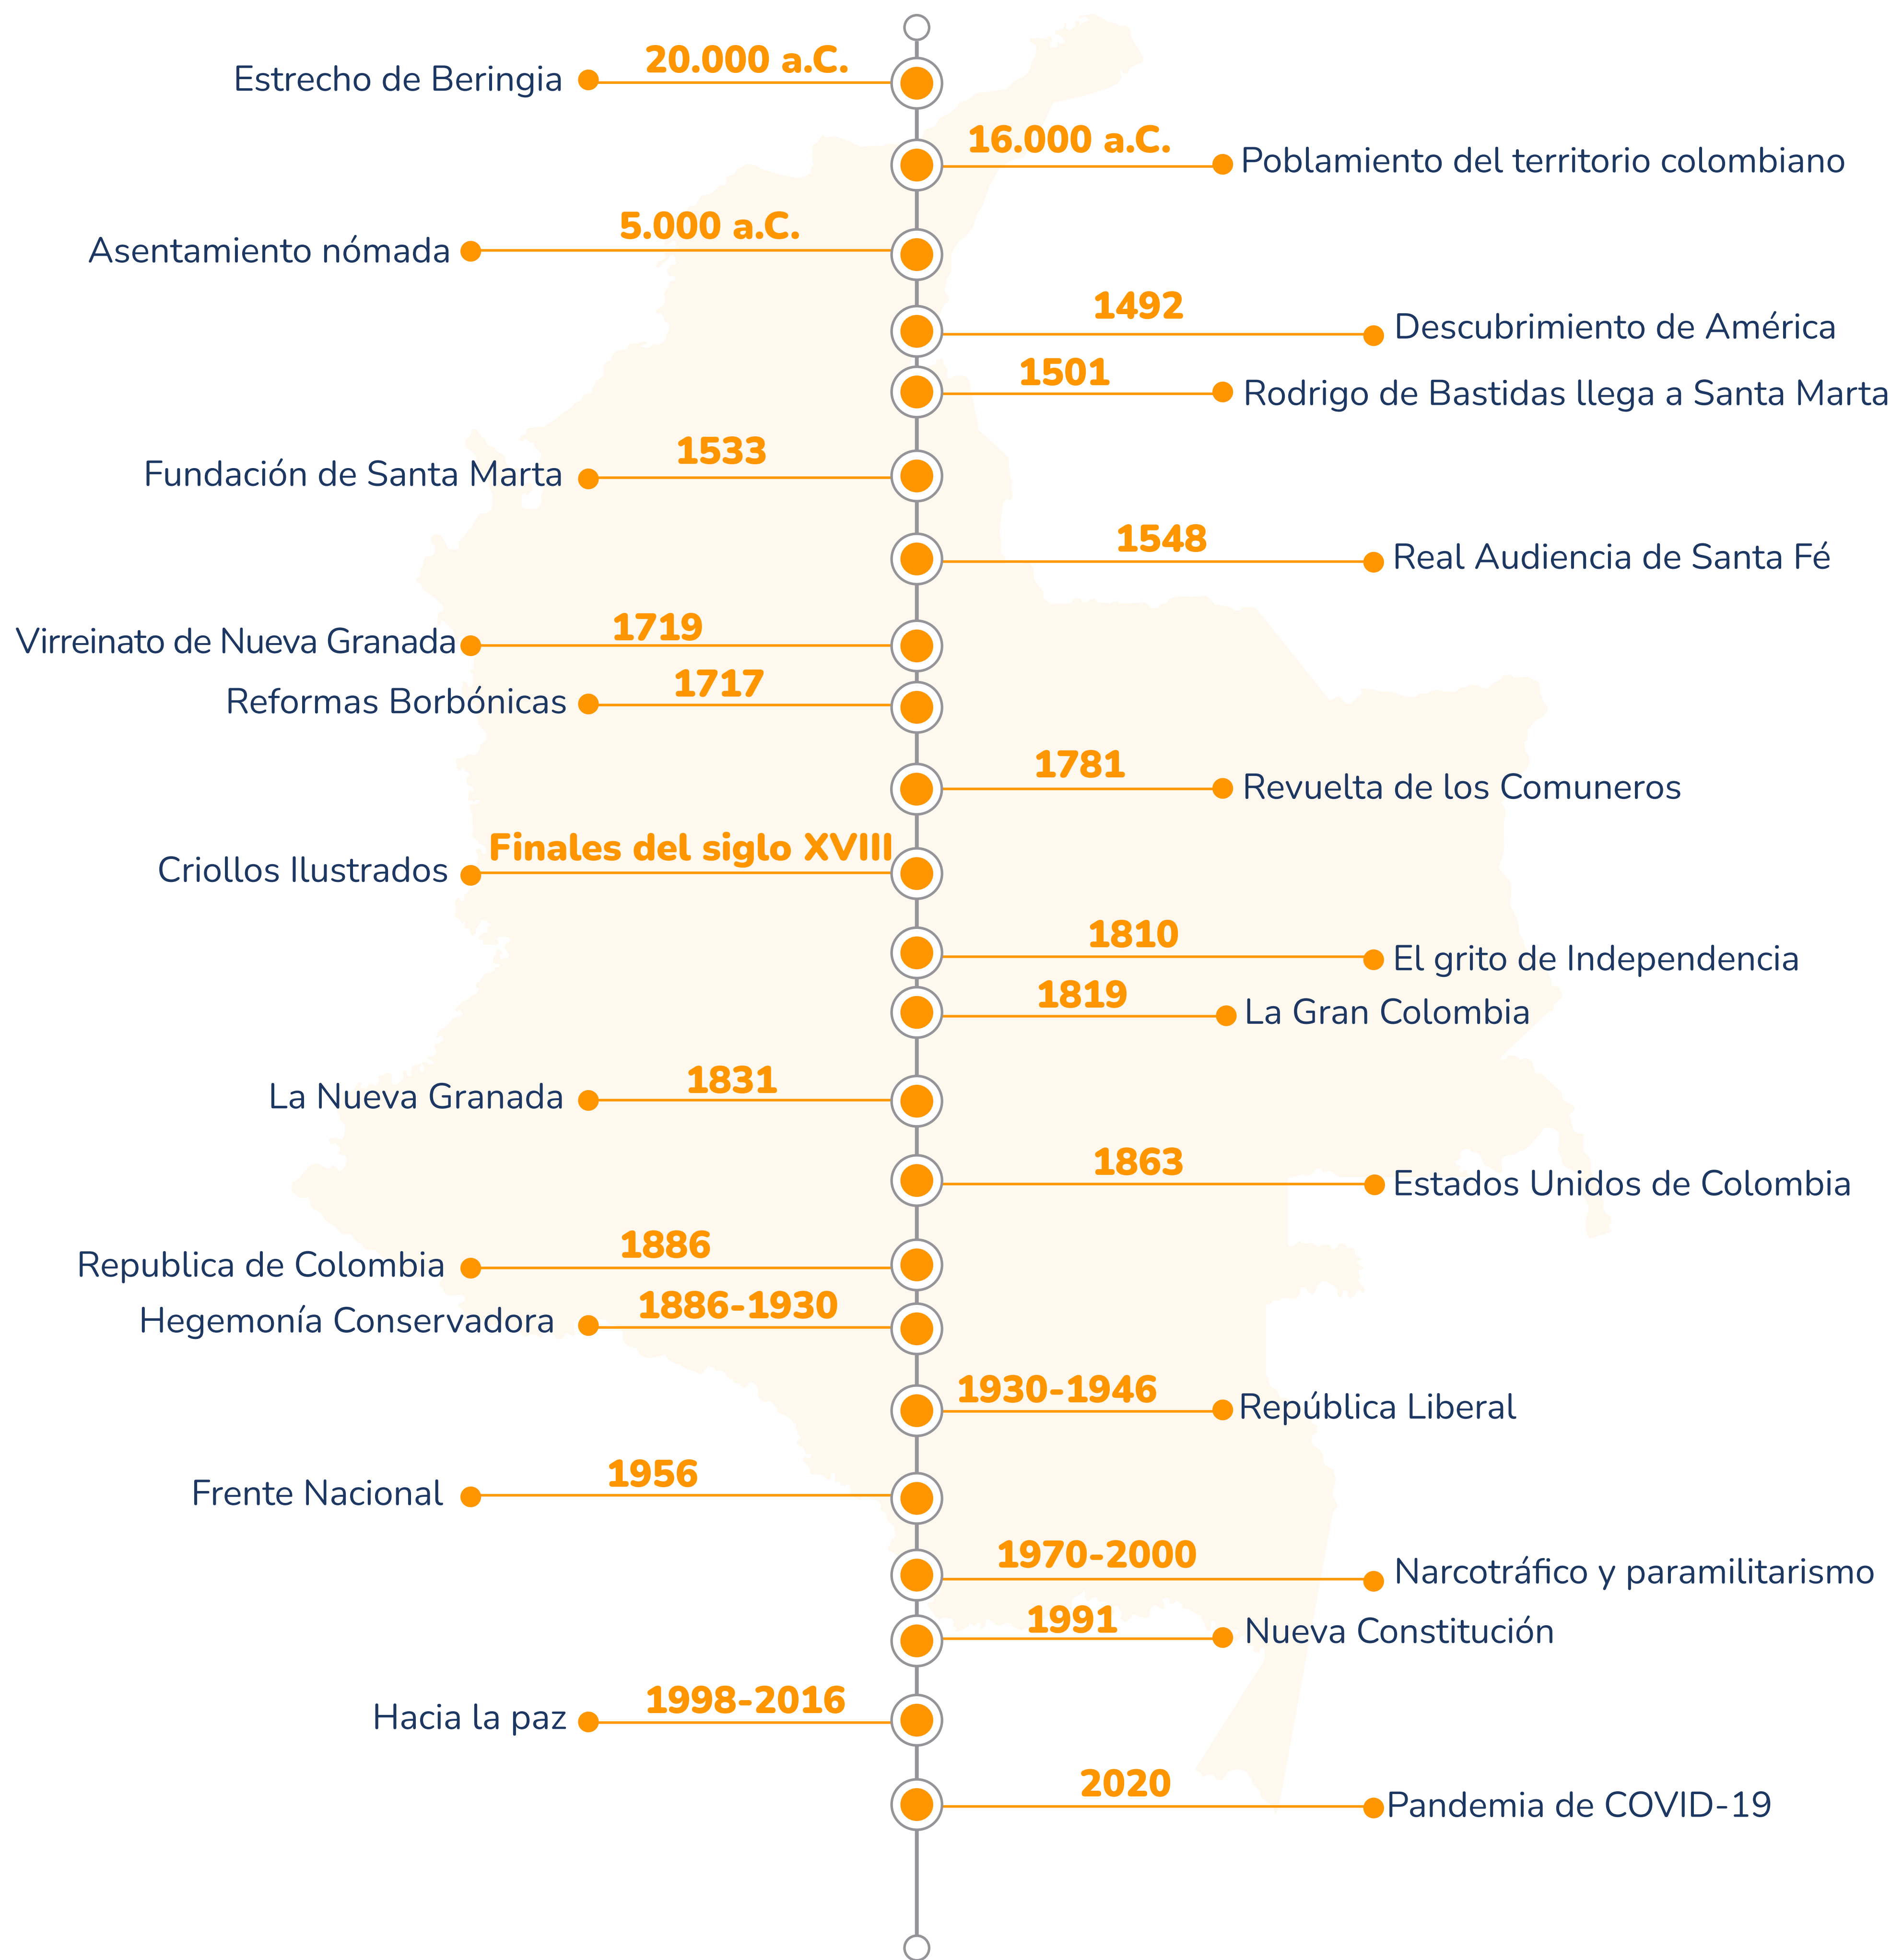 20.000 a.C.
Estrecho de Beringia
16.000 a.C.
Poblamiento del territorio colombiano
5.000 a.C.
Asentamiento nómada
1492
Descubrimiento de América
1501
Rodrigo de Bastidas llega a Santa Marta
1533
Fundación de Santa Marta
1548
Real Audiencia de Santa Fé
1719
Virreinato de Nueva Granada
1717
Reformas Borbónicas
1781
Revuelta de los Comuneros
Finales del siglo XVIII
Criollos Ilustrados
1810
El grito de Independencia
1819
La Gran Colombia
1831
La Nueva Granada
1863
Estados Unidos de Colombia
1886
Republica de Colombia
1886-1930
Hegemonía Conservadora
1930-1946
República Liberal
1956
Frente Nacional
1970-2000
Narcotráfico y paramilitarismo
1991
Nueva Constitución
1998-2016
Hacia la paz
2020
Pandemia de COVID-19